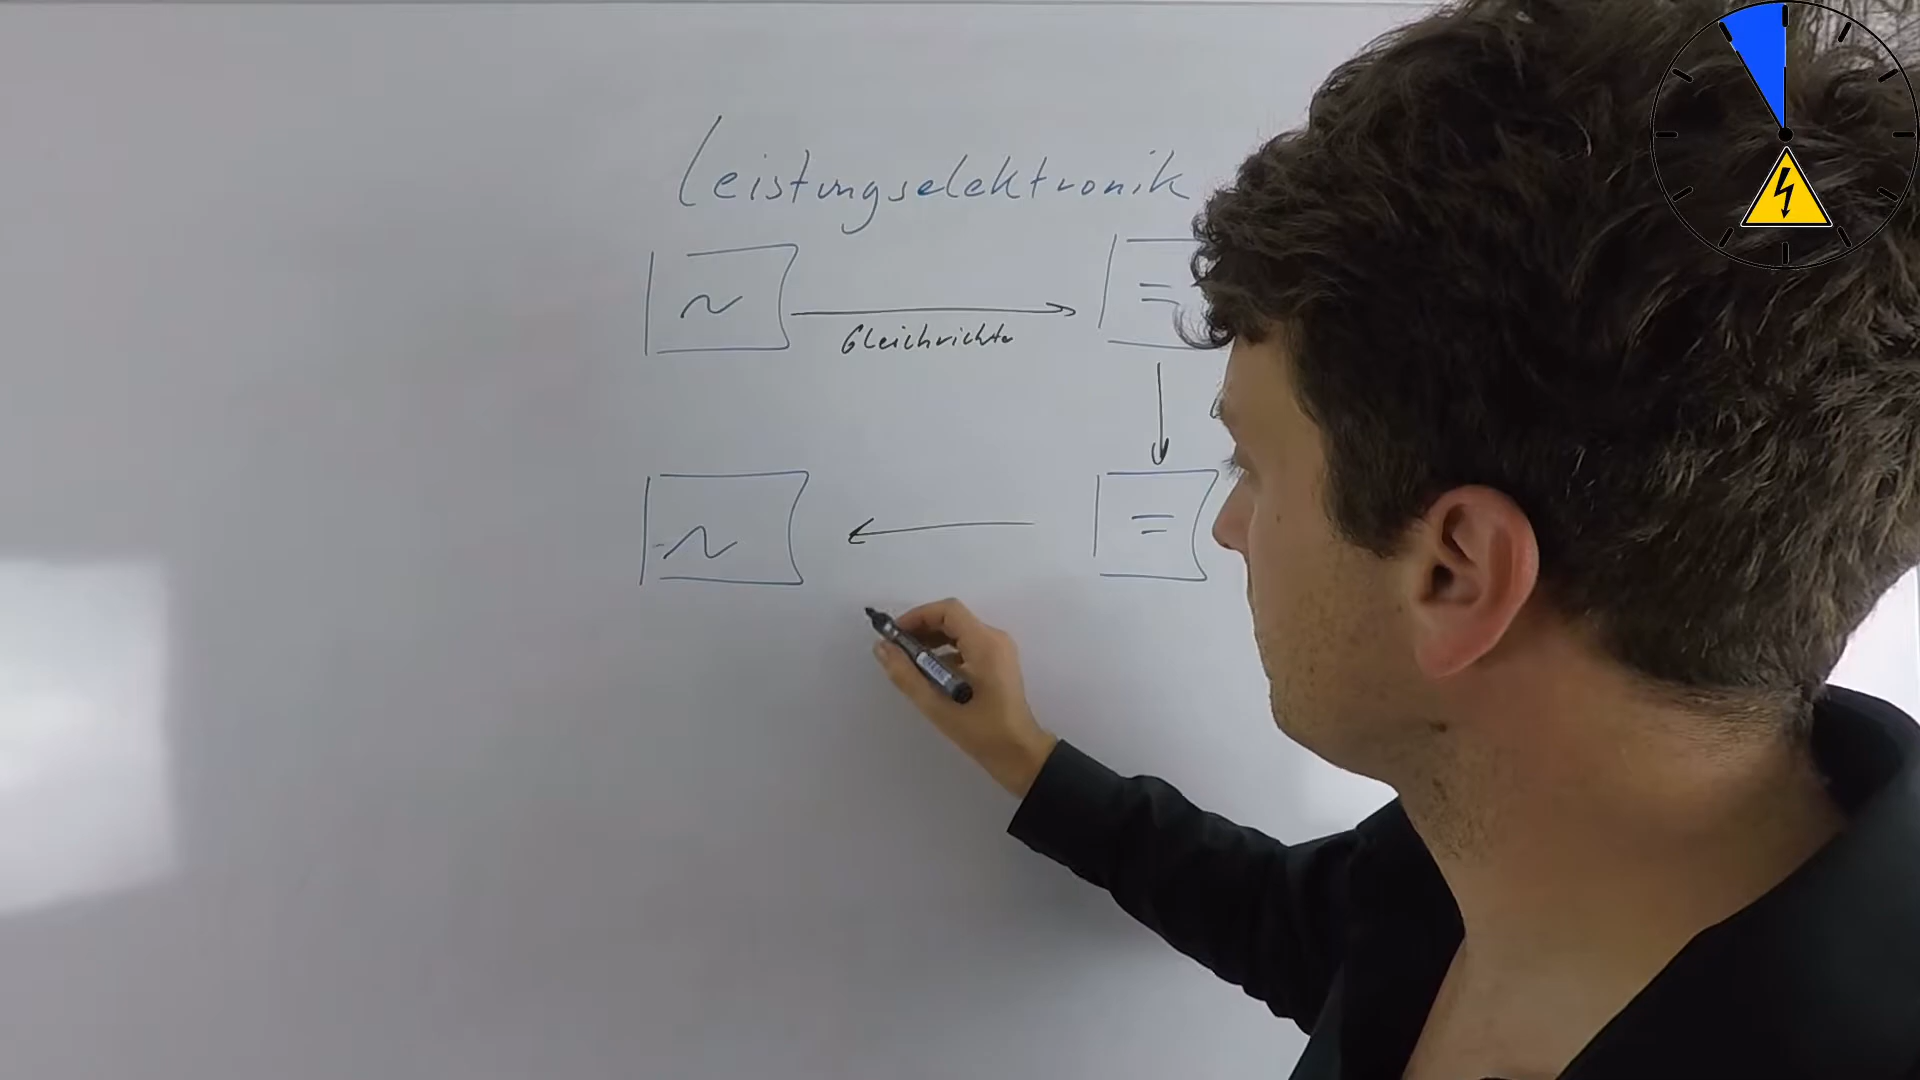 Leistungselektronik
~
Gleichrichter
=
~
=